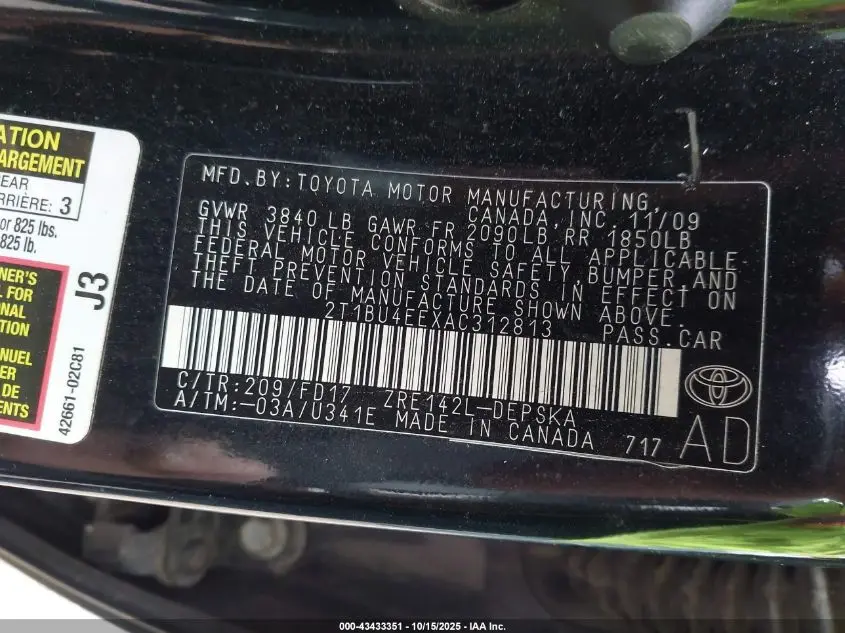 ATION
ARGEMENT
EAR
ARRIÈRE: 3
or 825 lbs.
825 lb.
NER'S
L FOR
ONAL
ATION
NUEL
ER
DE
MENTS
J3
42661-02C81
MFD.BY:TOYOTA MOTOR MANUFACTURING,
CANADA,INC. 11/09
GVWR 3840 LB GAWR FR 2090LB RR 1850LB
THIS VEHICLE CONFORMS TO ALL APPLICABLE
FEDERAL MOTOR VEHICLE SAFETY, BUMPER, AND
THEFT PREVENTION STANDARDS IN EFFECT ON
THE DATE OF MANUFACTURE SHOWN ABOVE.
2T1BU4EEXAC312813 PASS.CAR
C/TR:209/FD17 ZRE142L-DEPSKA
A/TM:-03A/U341E MADE IN CANADA 717
AD
000-43433351 - 10/15/2025 - IAA Inc.